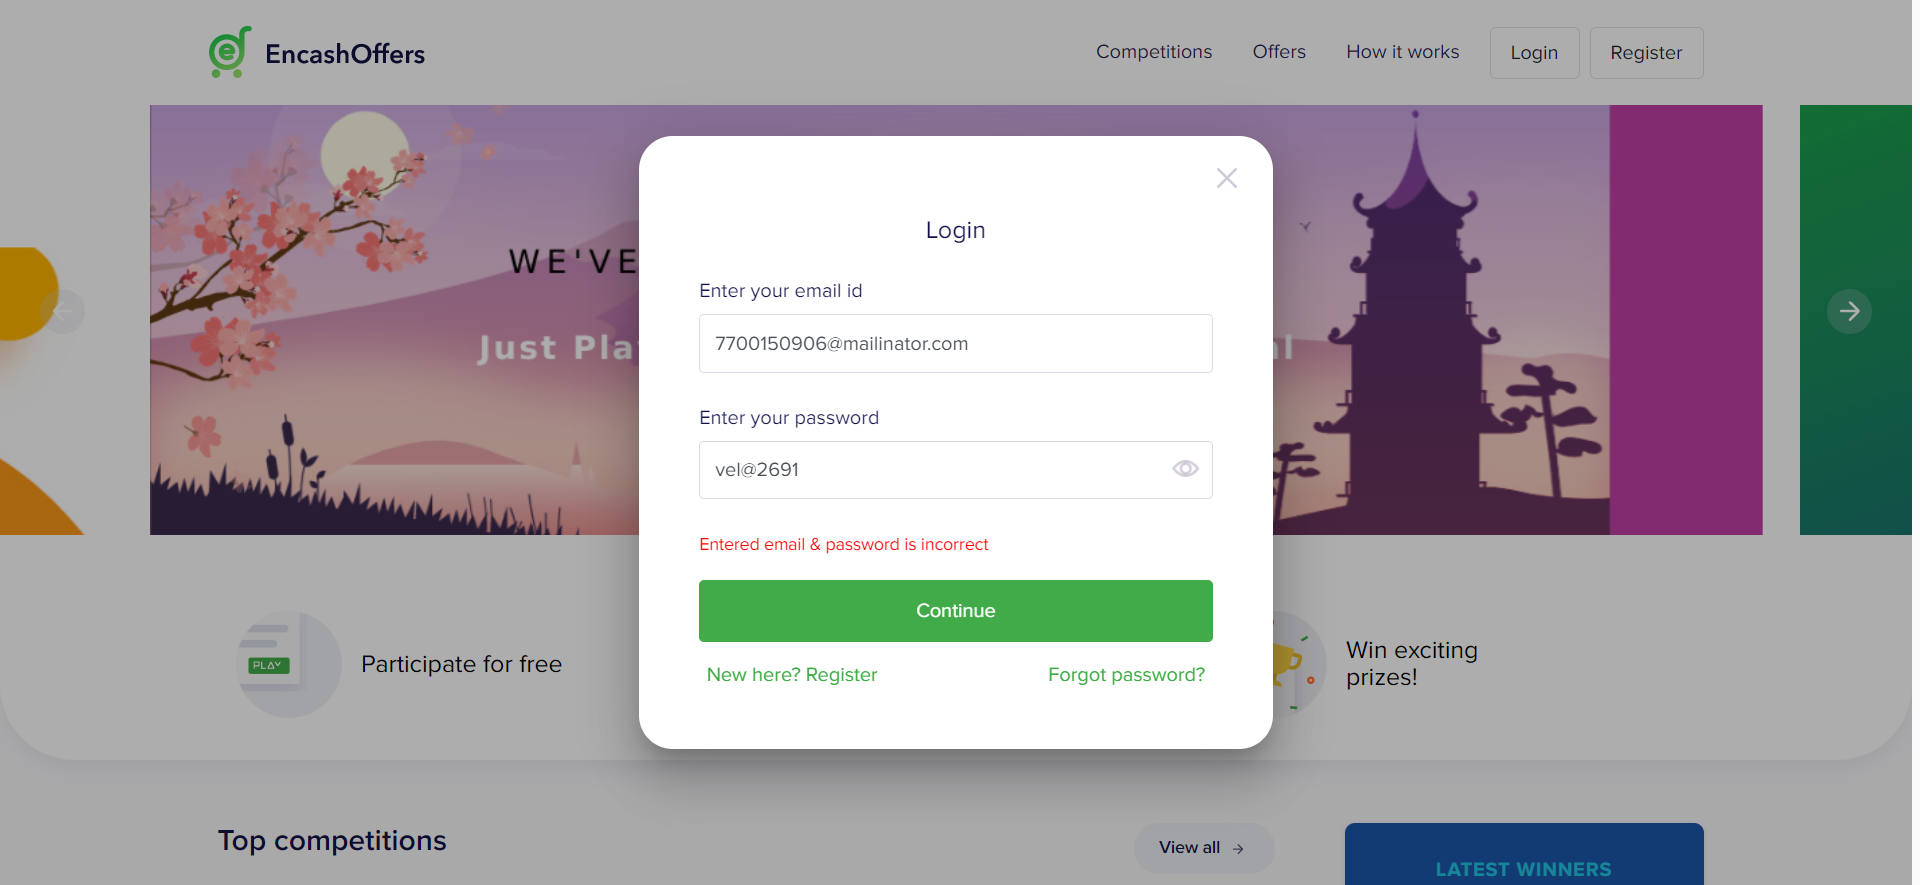 EncashOffers
Competitions
Offers
How it works
Login
Register
WE'VE
Just Pla
al
Login
Enter your email id
7700150906@mailinator.com
Enter your password
vel@2691
Entered email & password is incorrect
Continue
New here? Register
Forgot password?
PLAY
Participate for free
Win exciting
prizes!
Top competitions
View all
LATEST WINNERS